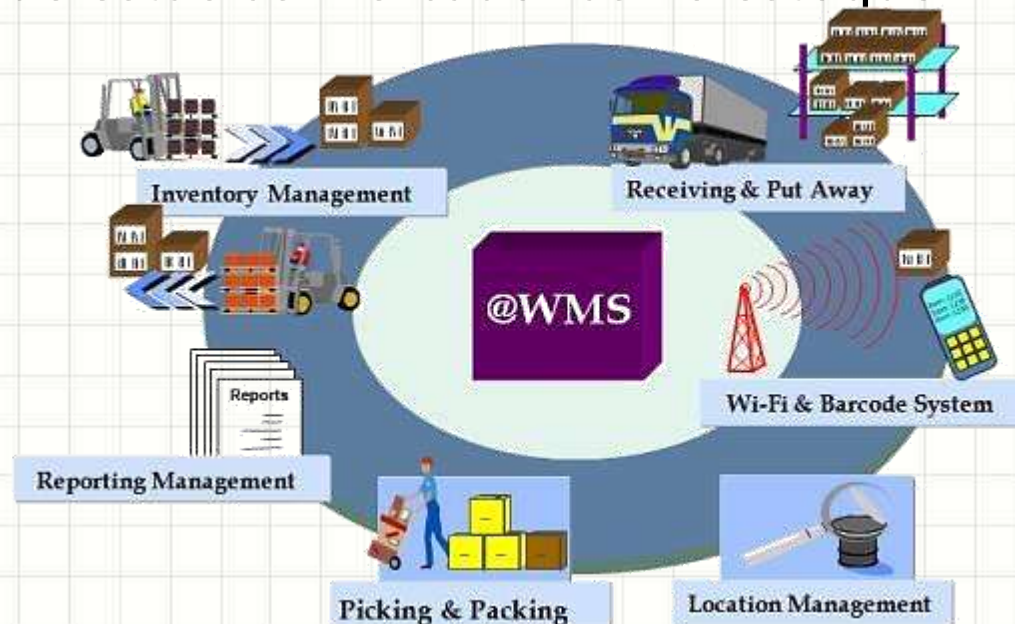 Inventory Management
Receiving & Put Away
@WMS
Wi-Fi & Barcode System
Reports
Reporting Management
Picking & Packing
Location Management